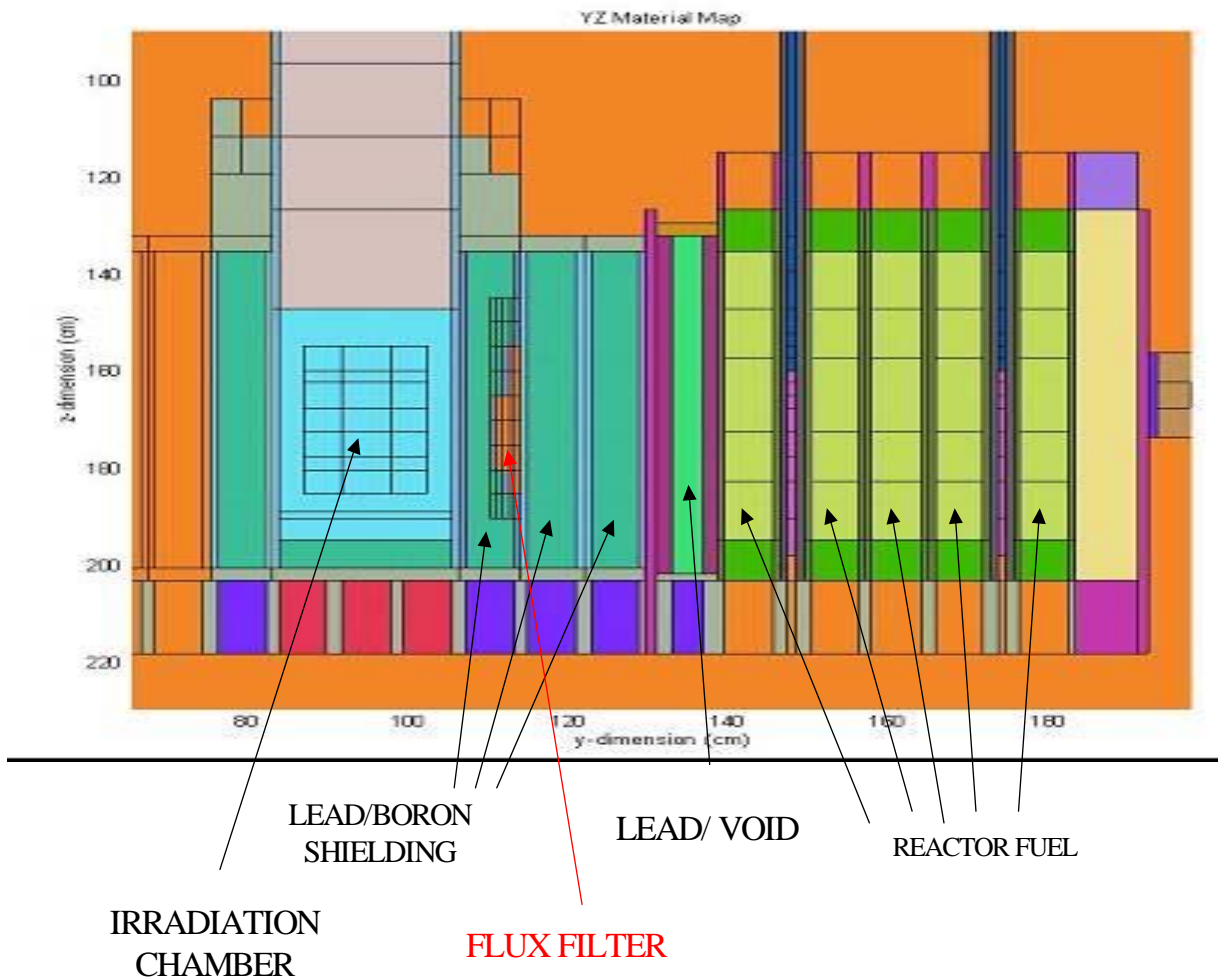 YZ Material Map
100
120
140
160
180
200
220
z-dimension (cm)
80
100
120
140
160
180
y-dimension (cm)
LEAD/BORON
SHIELDING
LEAD/ VOID
REACTOR FUEL
IRRADIATION
CHAMBER
FLUX FILTER